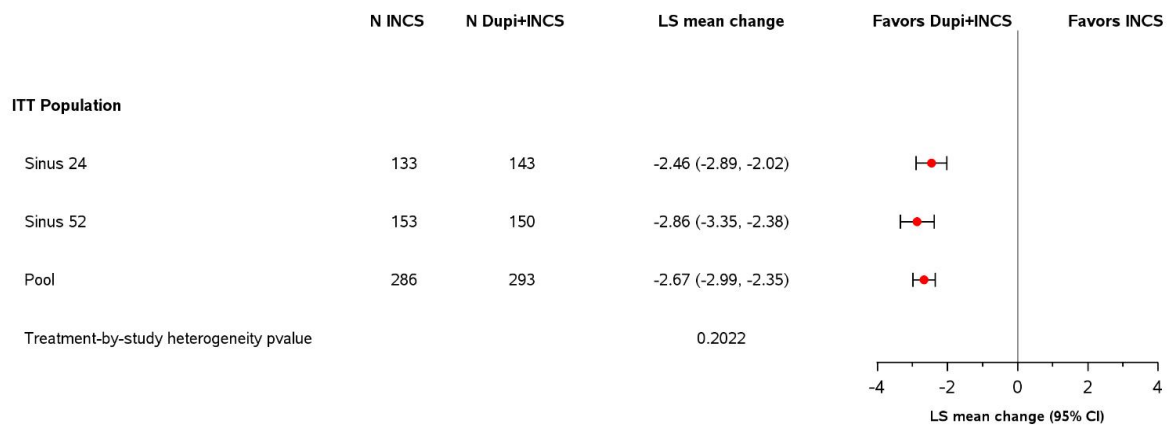 N INCS N Dupi+INCS LS mean change Favors Dupi+INCS Favors INCS
ITT Population
Sinus 24 133 143 -2.46 (-2.89, -2.02)
Sinus 52 153 150 -2.86 (-3.35, -2.38)
Pool 286 293 -2.67 (-2.99, -2.35)
Treatment-by-study heterogeneity pvalue 0.2022
-4 -2 0 2 4
LS mean change (95% CI)